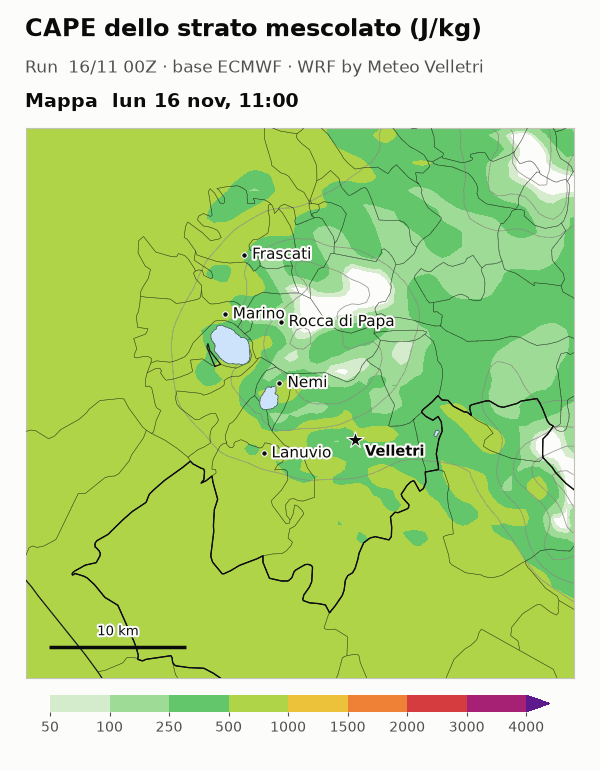 CAPE dello strato mescolato (J/kg)
Run  16/11 00Z · base ECMWF · WRF by Meteo Velletri
Mappa  lun 16 nov, 11:00
Frascati
Marino
Rocca di Papa
Nemi
Lanuvio
Velletri
10 km
50 100 250 500 1000 1500 2000 3000 4000